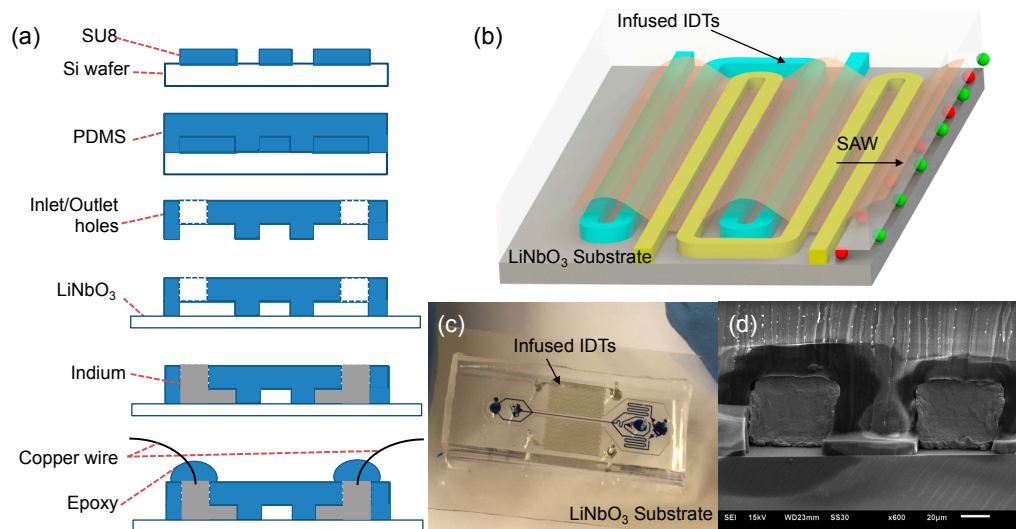 (a)
SU8
Si wafer
PDMS
Inlet/Outlet
holes
LiNbO3
Indium
Copper wire
Epoxy
(b)
Infused IDTs
SAW
LiNbO3 Substrate
(c)
Infused IDTs
LiNbO3 Substrate
(d)
SEI 15kV WD23mm SS30 x600 20µm